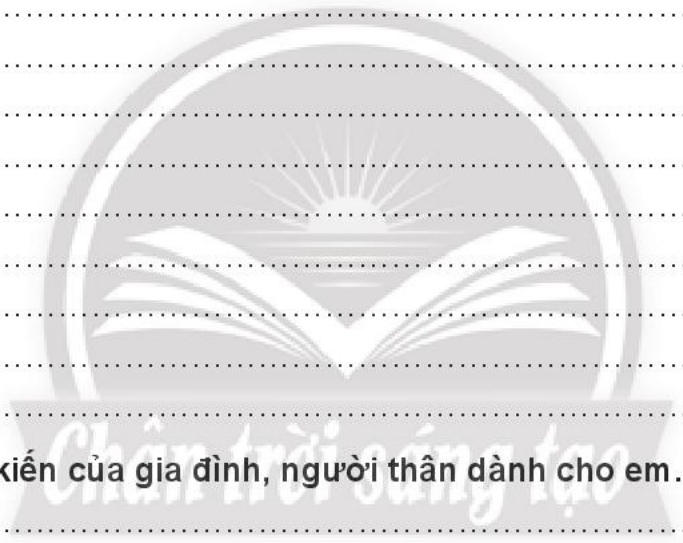 Chân trời sáng tạo
kiến của gia đình, người thân dành cho em.